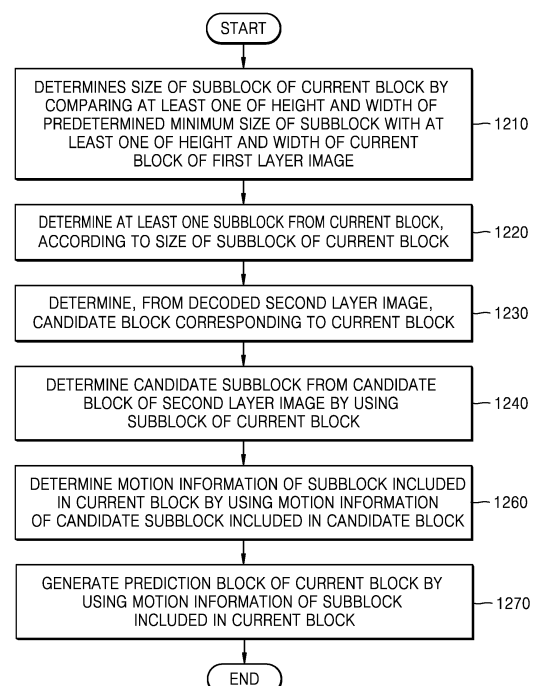 START
DETERMINES SIZE OF SUBBLOCK OF CURRENT BLOCK BY
COMPARING AT LEAST ONE OF HEIGHT AND WIDTH OF
PREDETERMINED MINIMUM SIZE OF SUBBLOCK WITH AT
LEAST ONE OF HEIGHT AND WIDTH OF CURRENT
BLOCK OF FIRST LAYER IMAGE
1210
DETERMINE AT LEAST ONE SUBBLOCK FROM CURRENT BLOCK,
ACCORDING TO SIZE OF SUBBLOCK OF CURRENT BLOCK
1220
DETERMINE, FROM DECODED SECOND LAYER IMAGE,
CANDIDATE BLOCK CORRESPONDING TO CURRENT BLOCK
1230
DETERMINE CANDIDATE SUBBLOCK FROM CANDIDATE
BLOCK OF SECOND LAYER IMAGE BY USING
SUBBLOCK OF CURRENT BLOCK
1240
DETERMINE MOTION INFORMATION OF SUBBLOCK INCLUDED
IN CURRENT BLOCK BY USING MOTION INFORMATION
OF CANDIDATE SUBBLOCK INCLUDED IN CANDIDATE BLOCK
1260
GENERATE PREDICTION BLOCK OF CURRENT BLOCK BY
USING MOTION INFORMATION OF SUBBLOCK
INCLUDED IN CURRENT BLOCK
1270
END